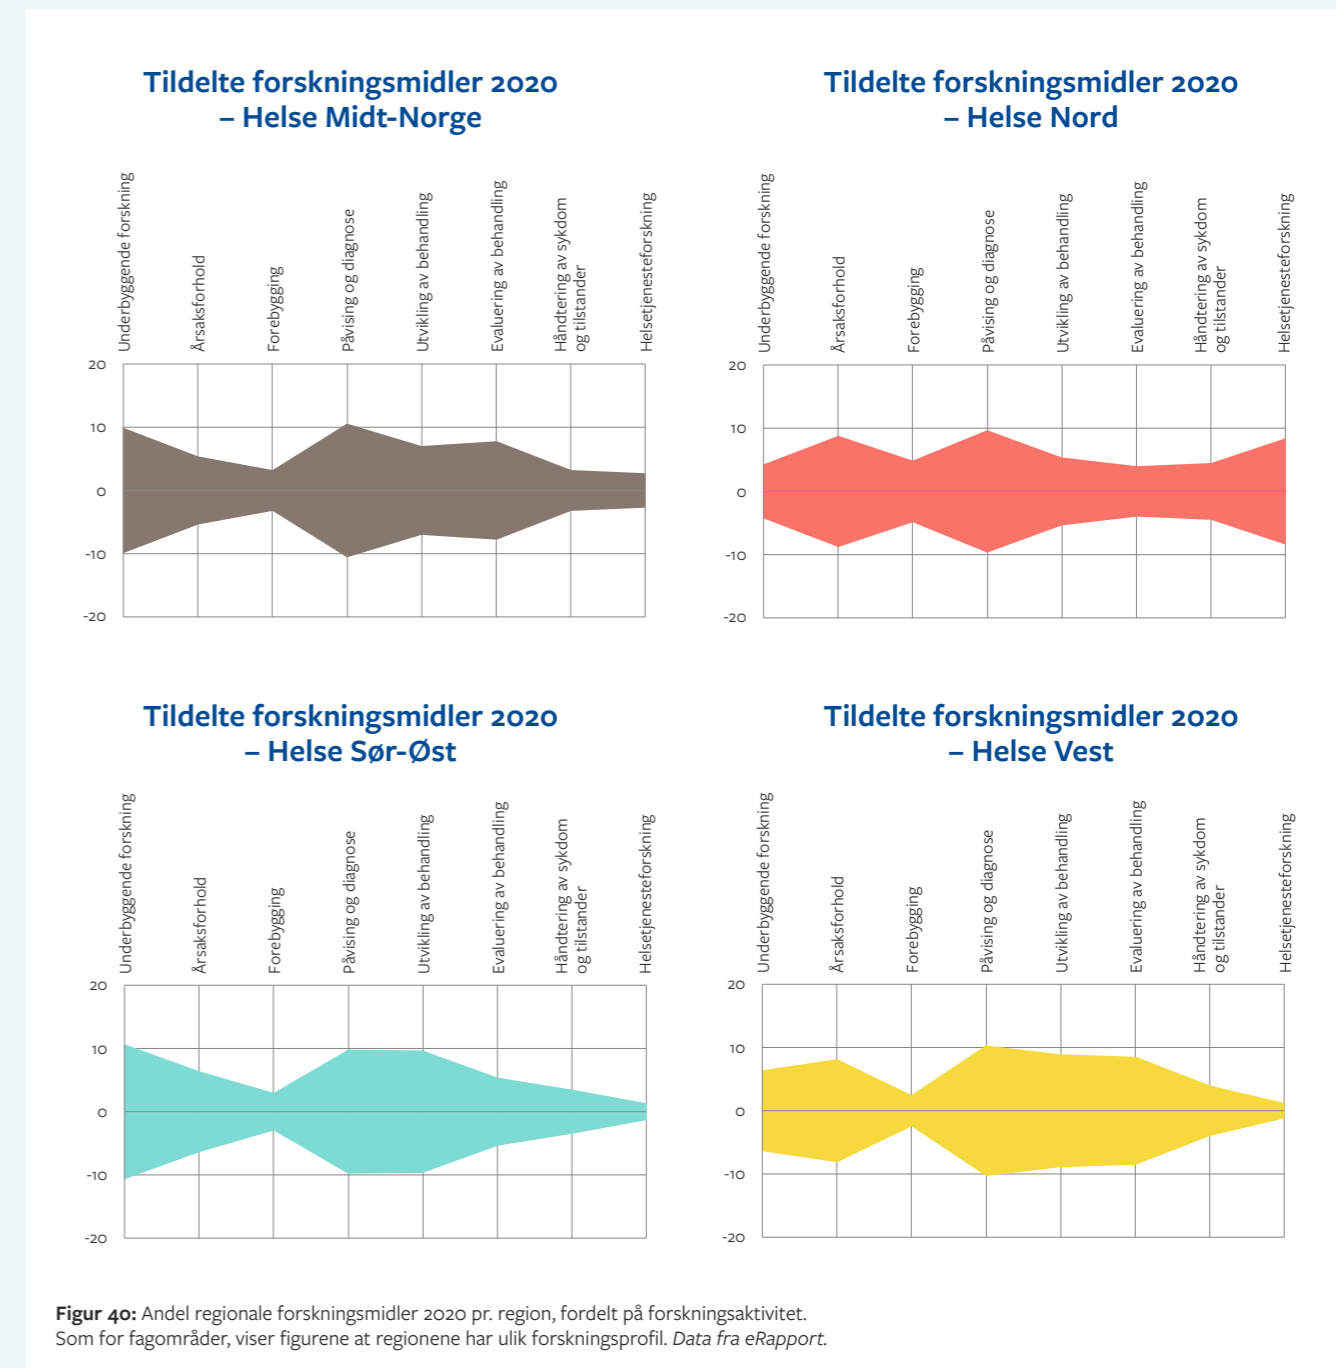 Tildelte forskningsmidler 2020
– Helse Midt-Norge
Underbyggende forskning
Årsaksforhold
Forebygging
Påvising og diagnose
Utvikling av behandling
Evaluering av behandling
Håndtering av sykdom
og tilstander
Helsetjenesteforskning
20
10
0
-10
-20
Tildelte forskningsmidler 2020
– Helse Nord
Underbyggende forskning
Årsaksforhold
Forebygging
Påvising og diagnose
Utvikling av behandling
Evaluering av behandling
Håndtering av sykdom
og tilstander
Helsetjenesteforskning
20
10
0
-10
-20
Tildelte forskningsmidler 2020
– Helse Sør-Øst
Underbyggende forskning
Årsaksforhold
Forebygging
Påvising og diagnose
Utvikling av behandling
Evaluering av behandling
Håndtering av sykdom
og tilstander
Helsetjenesteforskning
20
10
0
-10
-20
Tildelte forskningsmidler 2020
– Helse Vest
Underbyggende forskning
Årsaksforhold
Forebygging
Påvising og diagnose
Utvikling av behandling
Evaluering av behandling
Håndtering av sykdom
og tilstander
Helsetjenesteforskning
20
10
0
-10
-20
Figur 40: Andel regionale forskningsmidler 2020 pr. region, fordelt på forskningsaktivitet.
Som for fagområder, viser figurene at regionene har ulik forskningsprofil. Data fra eRapport.